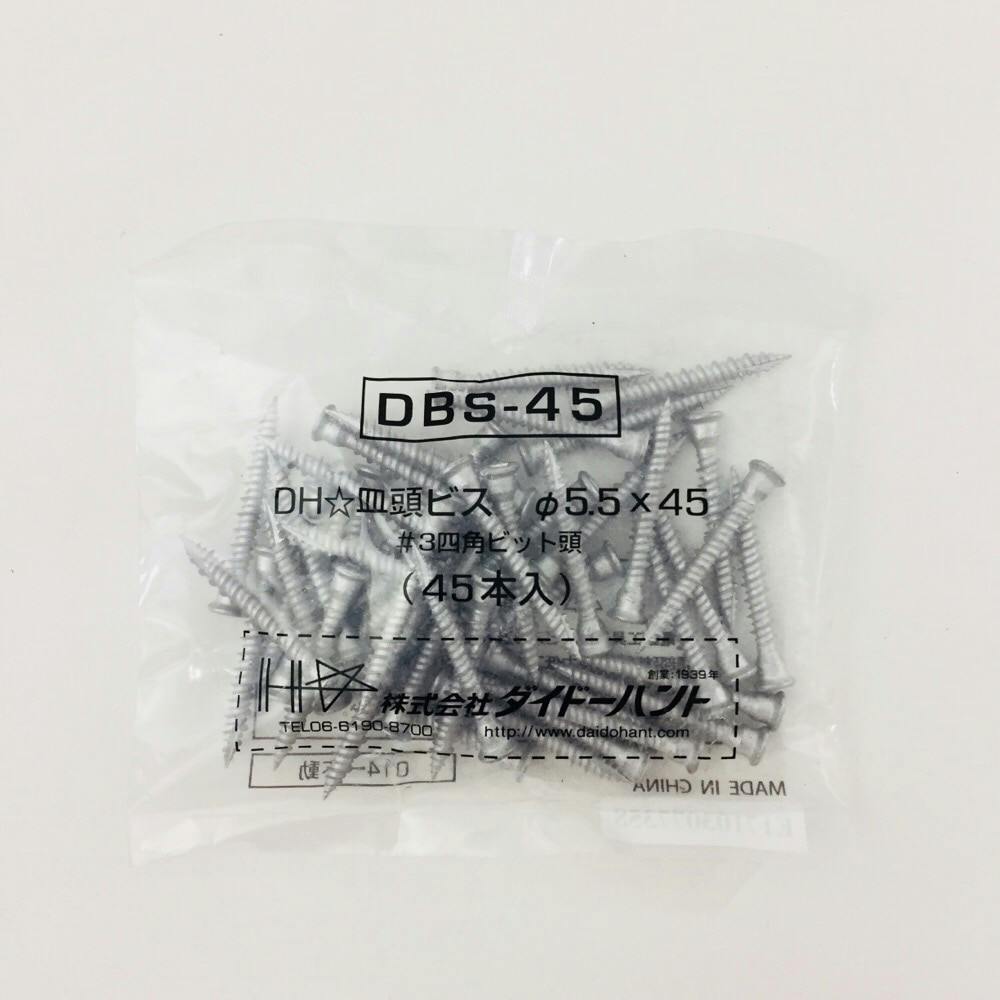 DBS-45
DH☆皿頭ビス φ5.5×45
#3四角ビット頭
(45本入)
創業:1939年
株式会社 ダイドーハント
TEL06-6190-8700 http://www.daidohant.com
MADE IN CHINA